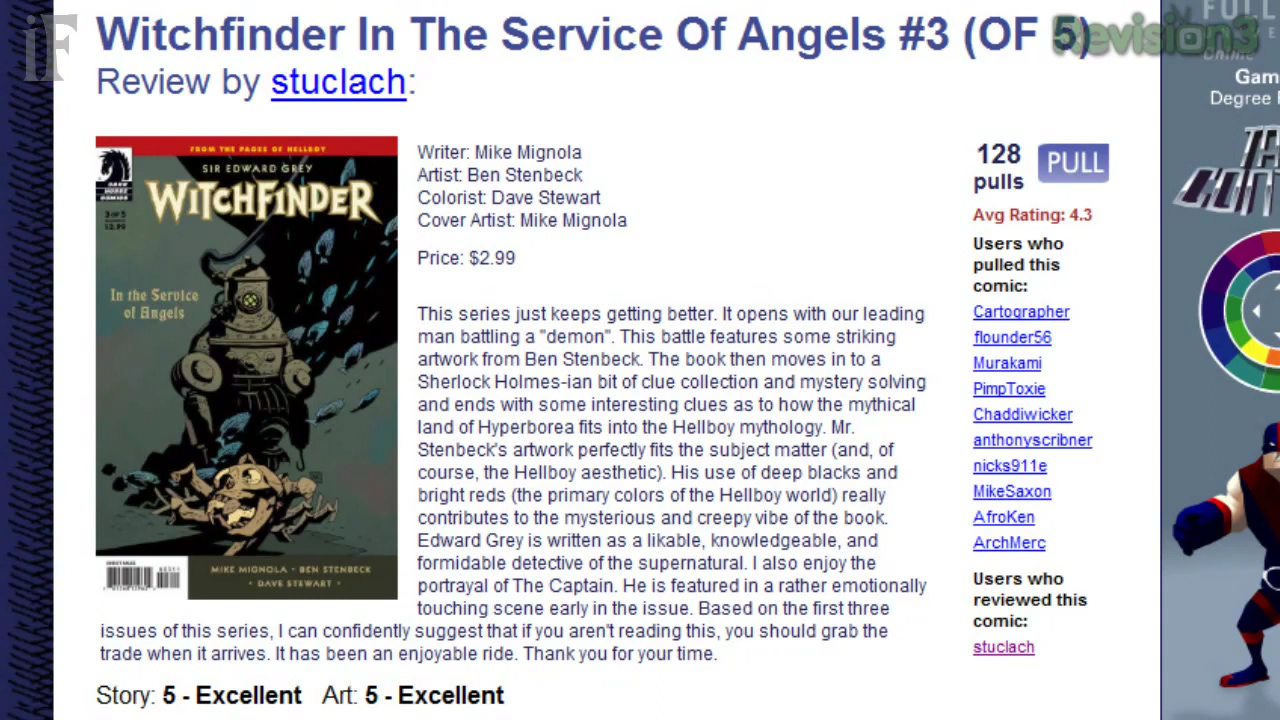 Witchfinder In The Service Of Angels #3 (OF 5)
Review by stuclach:
iF
Revision3
FROM THE PAGES OF HELLBOY
SIR EDWARD GREY
WITCHFINDER
DARK HORSE COMICS
3 OF 5
$2.99
In the Service
of Angels
MIKE MIGNOLA • BEN STENBECK
• DAVE STEWART •
Writer: Mike Mignola
Artist: Ben Stenbeck
Colorist: Dave Stewart
Cover Artist: Mike Mignola
Price: $2.99
This series just keeps getting better. It opens with our leading
man battling a "demon". This battle features some striking
artwork from Ben Stenbeck. The book then moves in to a
Sherlock Holmes-ian bit of clue collection and mystery solving
and ends with some interesting clues as to how the mythical
land of Hyperborea fits into the Hellboy mythology. Mr.
Stenbeck's artwork perfectly fits the subject matter (and, of
course, the Hellboy aesthetic). His use of deep blacks and
bright reds (the primary colors of the Hellboy world) really
contributes to the mysterious and creepy vibe of the book.
Edward Grey is written as a likable, knowledgeable, and
formidable detective of the supernatural. I also enjoy the
portrayal of The Captain. He is featured in a rather emotionally
touching scene early in the issue. Based on the first three
issues of this series, I can confidently suggest that if you aren't reading this, you should grab the
trade when it arrives. It has been an enjoyable ride. Thank you for your time.
Story: 5 - Excellent Art: 5 - Excellent
128
pulls
PULL
Avg Rating: 4.3
Users who
pulled this
comic:
Cartographer
flounder56
Murakami
PimpToxie
Chaddiwicker
anthonyscribner
nicks911e
MikeSaxon
AfroKen
ArchMerc
Users who
reviewed this
comic:
stuclach
FULL
Online
Gam
Degree